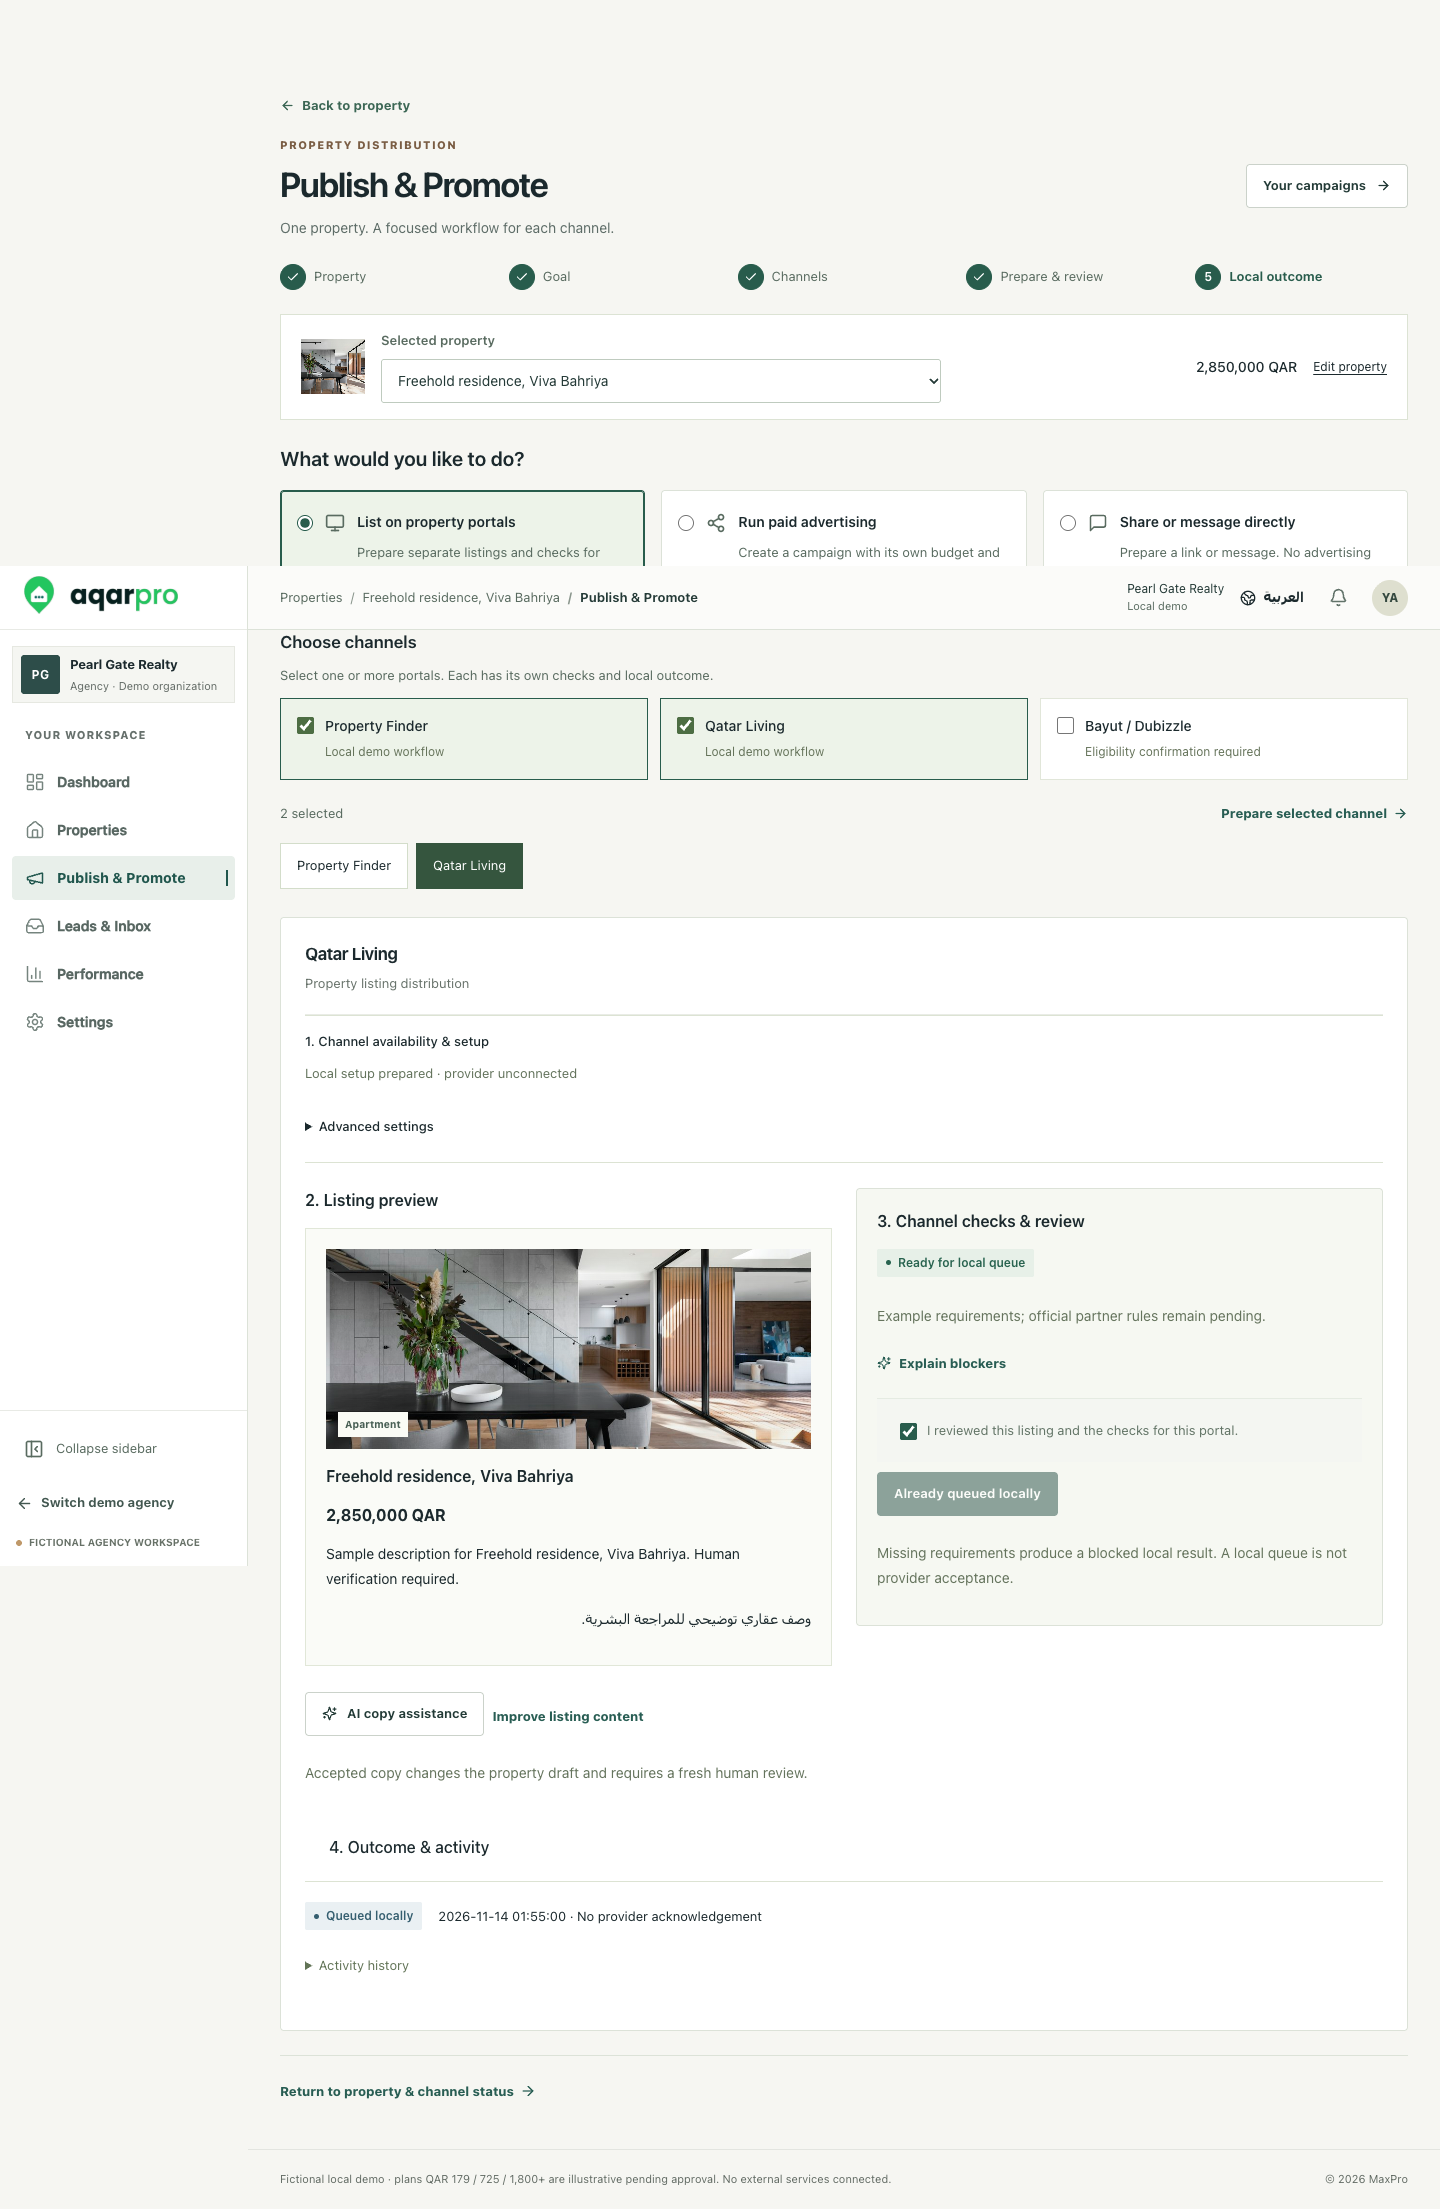 Back to property
PROPERTY DISTRIBUTION
Publish & Promote
Your campaigns
One property. A focused workflow for each channel.
Property
Goal
Channels
Prepare & review
5 Local outcome
Selected property
Freehold residence, Viva Bahriya
2,850,000 QAR
Edit property
What would you like to do?
List on property portals
Prepare separate listings and checks for
Run paid advertising
Create a campaign with its own budget and
Share or message directly
Prepare a link or message. No advertising
aqarpro
Properties / Freehold residence, Viva Bahriya / Publish & Promote
Pearl Gate Realty
Local demo
العربية
YA
PG
Pearl Gate Realty
Agency · Demo organization
YOUR WORKSPACE
Dashboard
Properties
Publish & Promote
Leads & Inbox
Performance
Settings
Collapse sidebar
Switch demo agency
FICTIONAL AGENCY WORKSPACE
Choose channels
Select one or more portals. Each has its own checks and local outcome.
Property Finder
Local demo workflow
Qatar Living
Local demo workflow
Bayut / Dubizzle
Eligibility confirmation required
2 selected
Prepare selected channel
Property Finder
Qatar Living
Qatar Living
Property listing distribution
1. Channel availability & setup
Local setup prepared · provider unconnected
Advanced settings
2. Listing preview
Apartment
Freehold residence, Viva Bahriya
2,850,000 QAR
Sample description for Freehold residence, Viva Bahriya. Human
verification required.
وصف عقاري توضيحي للمراجعة البشرية.
3. Channel checks & review
Ready for local queue
Example requirements; official partner rules remain pending.
Explain blockers
I reviewed this listing and the checks for this portal.
Already queued locally
Missing requirements produce a blocked local result. A local queue is not
provider acceptance.
AI copy assistance
Improve listing content
Accepted copy changes the property draft and requires a fresh human review.
4. Outcome & activity
Queued locally
2026-11-14 01:55:00 · No provider acknowledgement
Activity history
Return to property & channel status
Fictional local demo · plans QAR 179 / 725 / 1,800+ are illustrative pending approval. No external services connected.
© 2026 MaxPro